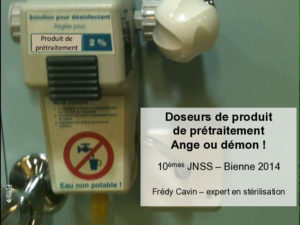 Solution pour désinfectant
Réglée pour:
Produit de
prétraitement
2 %
Eau non potable !
Doseurs de produit
de prétraitement
Ange ou démon !
10èmes JNSS – Bienne 2014
Frédy Cavin – expert en stérilisation